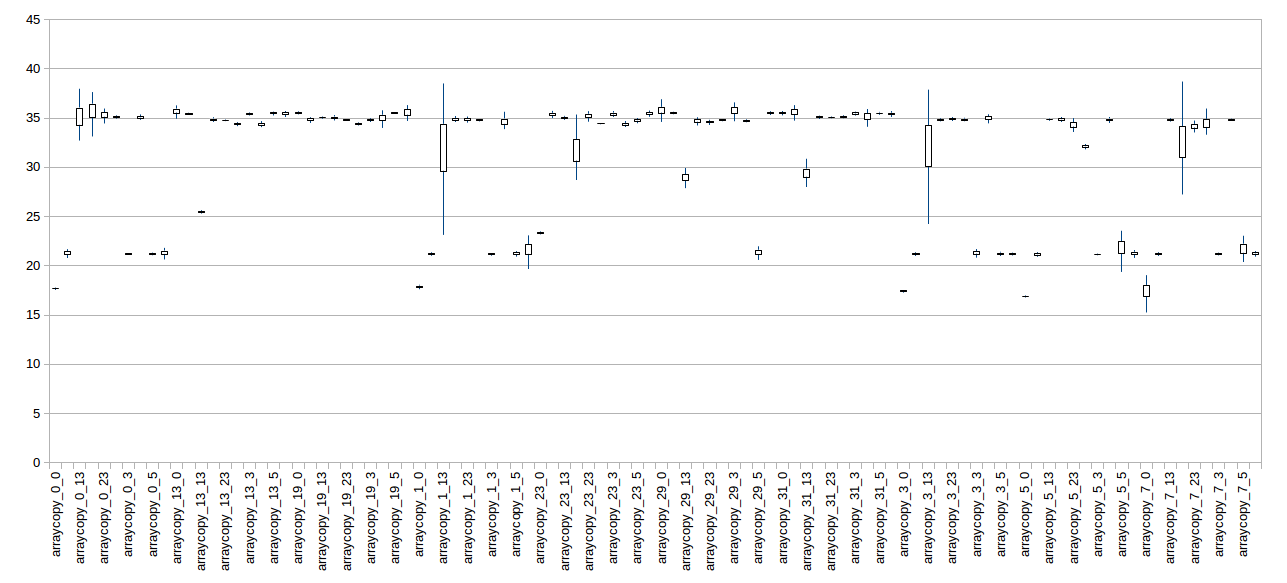 45
40
35
30
25
20
15
10
5
0
arraycopy_0_0
arraycopy_0_13
arraycopy_0_23
arraycopy_0_3
arraycopy_0_5
arraycopy_13_0
arraycopy_13_13
arraycopy_13_23
arraycopy_13_3
arraycopy_13_5
arraycopy_19_0
arraycopy_19_13
arraycopy_19_23
arraycopy_19_3
arraycopy_19_5
arraycopy_1_0
arraycopy_1_13
arraycopy_1_23
arraycopy_1_3
arraycopy_1_5
arraycopy_23_0
arraycopy_23_13
arraycopy_23_23
arraycopy_23_3
arraycopy_23_5
arraycopy_29_0
arraycopy_29_13
arraycopy_29_23
arraycopy_29_3
arraycopy_29_5
arraycopy_31_0
arraycopy_31_13
arraycopy_31_23
arraycopy_31_3
arraycopy_31_5
arraycopy_3_0
arraycopy_3_13
arraycopy_3_23
arraycopy_3_3
arraycopy_3_5
arraycopy_5_0
arraycopy_5_13
arraycopy_5_23
arraycopy_5_3
arraycopy_5_5
arraycopy_7_0
arraycopy_7_13
arraycopy_7_23
arraycopy_7_3
arraycopy_7_5